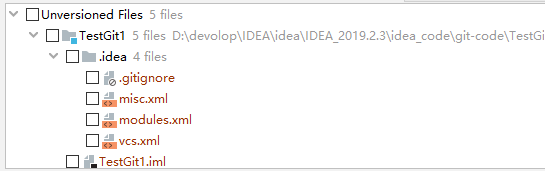 Unversioned Files 5 files
TestGit1 5 files D:\devolop\IDEA\idea\IDEA_2019.2.3\idea_code\git-code\TestGi
.idea 4 files
.gitignore
misc.xml
modules.xml
vcs.xml
TestGit1.iml